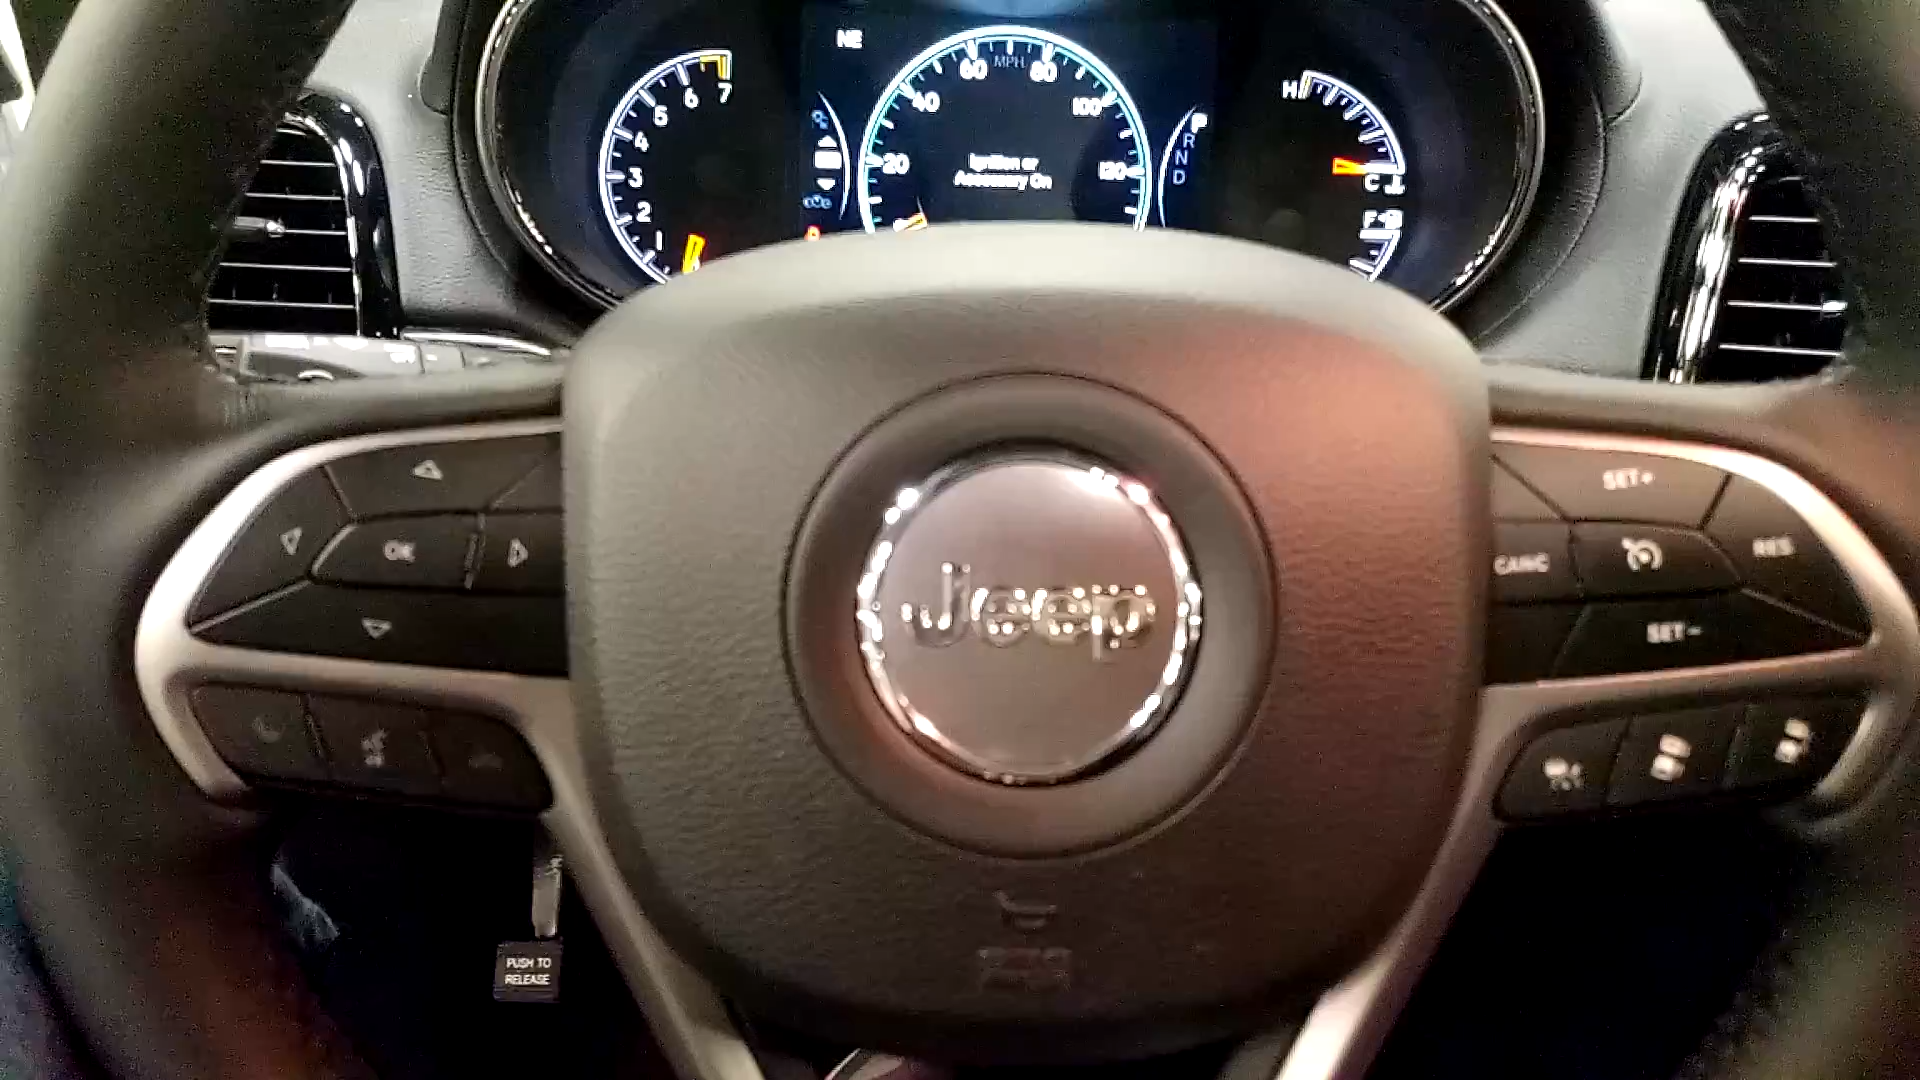 NE
MPH
1
2
3
4
5
6
7
20
40
60
80
100
120
Ignition or
Accessory On
P
R
N
D
H
C
F
OK
SET+
CANC
RES
SET-
Jeep
PUSH TO
RELEASE